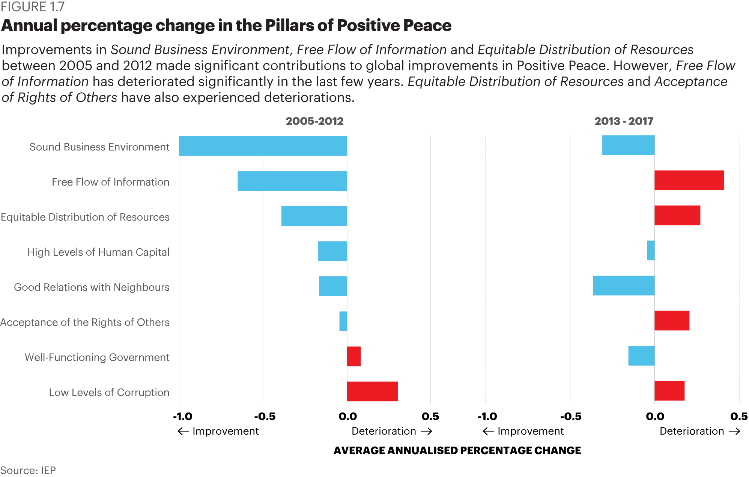 FIGURE 1.7
Annual percentage change in the Pillars of Positive Peace
Improvements in Sound Business Environment, Free Flow of Information and Equitable Distribution of Resources
between 2005 and 2012 made significant contributions to global improvements in Positive Peace. However, Free Flow
of Information has deteriorated significantly in the last few years. Equitable Distribution of Resources and Acceptance
of Rights of Others have also experienced deteriorations.
2005-2012
2013 - 2017
Sound Business Environment
Free Flow of Information
Equitable Distribution of Resources
High Levels of Human Capital
Good Relations with Neighbours
Acceptance of the Rights of Others
Well-Functioning Government
Low Levels of Corruption
-1.0 -0.5 0.0 0.5 -1.0 -0.5 0.0 0.5
← Improvement Deterioration → ← Improvement Deterioration →
AVERAGE ANNUALISED PERCENTAGE CHANGE
Source: IEP